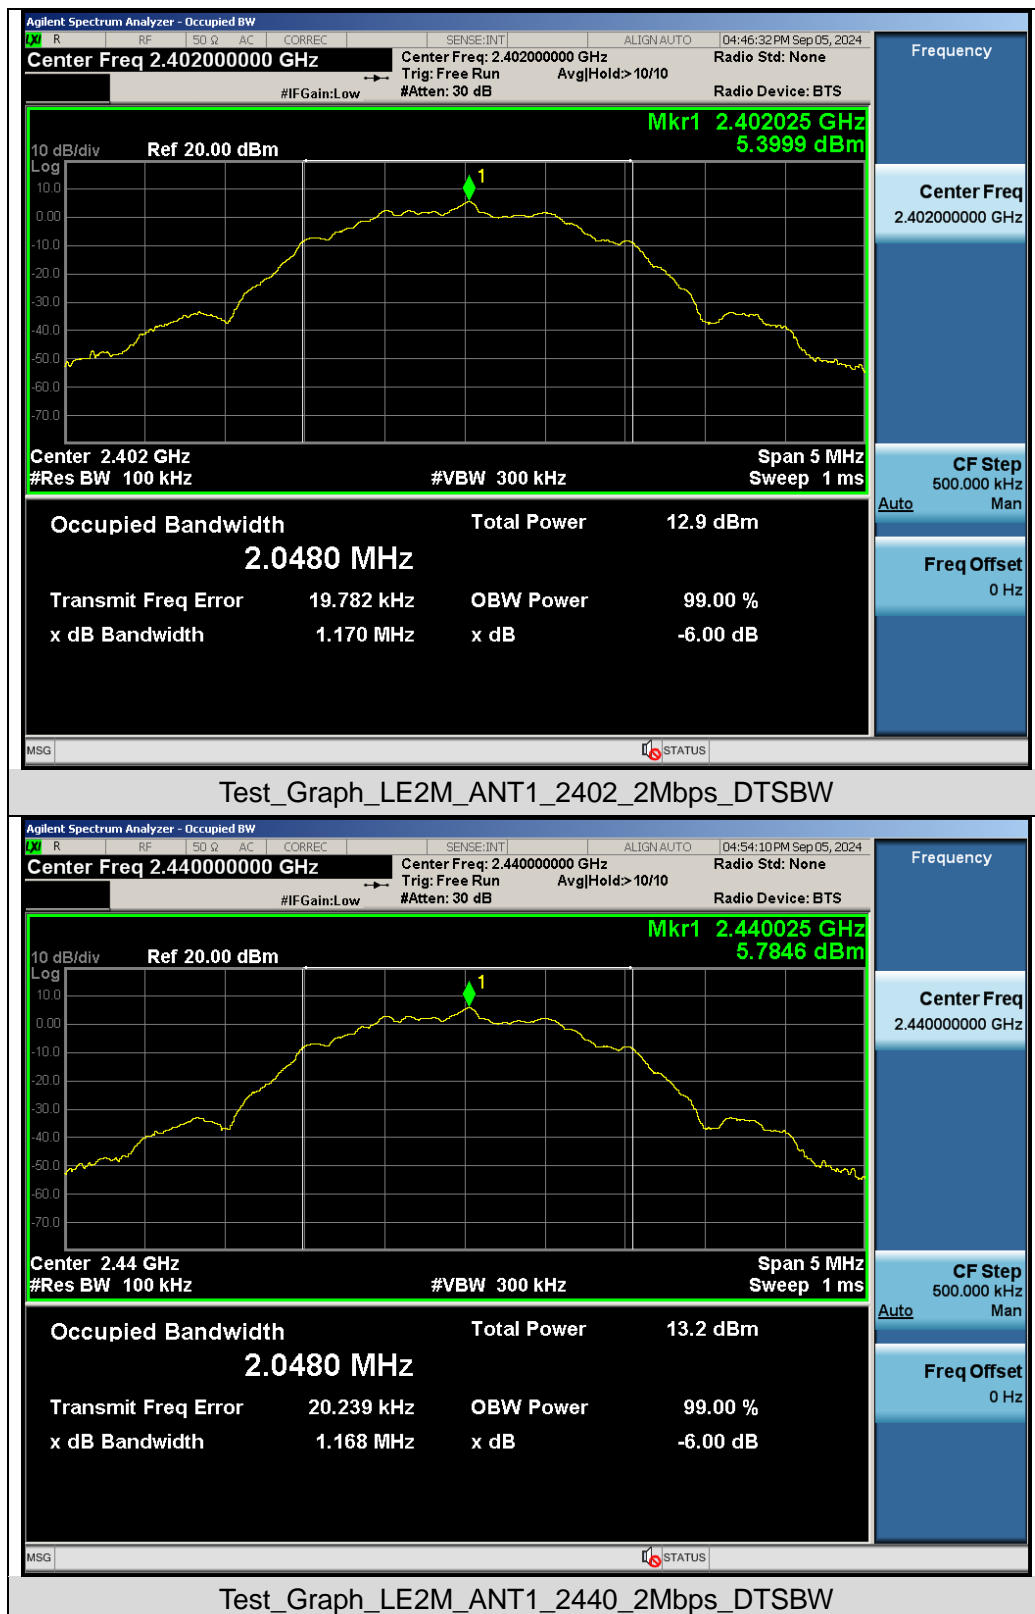 Agilent Spectrum Analyzer - Occupied BW
LXI R RF 50 Ω AC CORREC SENSE:INT ALIGN AUTO 04:46:32 PM Sep 05, 2024
Center Freq 2.402000000 GHz Center Freq: 2.402000000 GHz Radio Std: None
Trig: Free Run Avg|Hold:> 10/10
#IFGain:Low #Atten: 30 dB Radio Device: BTS
Frequency
Mkr1 2.402025 GHz
5.3999 dBm
10 dB/div Ref 20.00 dBm
Log
1
10.0
0.00
-10.0
-20.0
-30.0
-40.0
-50.0
-60.0
-70.0
Center Freq
2.402000000 GHz
Center 2.402 GHz Span 5 MHz
#Res BW 100 kHz #VBW 300 kHz Sweep 1 ms
CF Step
500.000 kHz
Auto Man
Occupied Bandwidth Total Power 12.9 dBm
2.0480 MHz
Freq Offset
0 Hz
Transmit Freq Error 19.782 kHz OBW Power 99.00 %
x dB Bandwidth 1.170 MHz x dB -6.00 dB
MSG STATUS
Test_Graph_LE2M_ANT1_2402_2Mbps_DTSBW
Agilent Spectrum Analyzer - Occupied BW
LXI R RF 50 Ω AC CORREC SENSE:INT ALIGN AUTO 04:54:10 PM Sep 05, 2024
Center Freq 2.440000000 GHz Center Freq: 2.440000000 GHz Radio Std: None
Trig: Free Run Avg|Hold:> 10/10
#IFGain:Low #Atten: 30 dB Radio Device: BTS
Frequency
Mkr1 2.440025 GHz
5.7846 dBm
10 dB/div Ref 20.00 dBm
Log
1
10.0
0.00
-10.0
-20.0
-30.0
-40.0
-50.0
-60.0
-70.0
Center Freq
2.440000000 GHz
Center 2.44 GHz Span 5 MHz
#Res BW 100 kHz #VBW 300 kHz Sweep 1 ms
CF Step
500.000 kHz
Auto Man
Occupied Bandwidth Total Power 13.2 dBm
2.0480 MHz
Freq Offset
0 Hz
Transmit Freq Error 20.239 kHz OBW Power 99.00 %
x dB Bandwidth 1.168 MHz x dB -6.00 dB
MSG STATUS
Test_Graph_LE2M_ANT1_2440_2Mbps_DTSBW